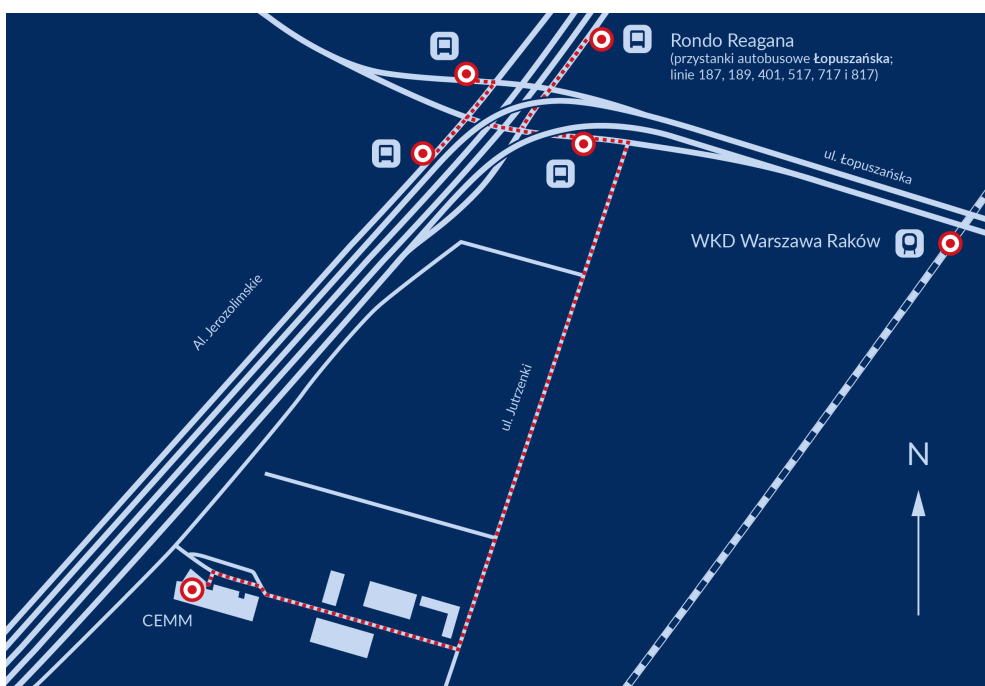 Rondo Reagana
(przystanki autobusowe Łopuszańska;
linie 187, 189, 401, 517, 717 i 817)
ul. Łopuszańska
WKD Warszawa Raków
Al. Jerozolimskie
ul. Jutrzenki
N
CEMM